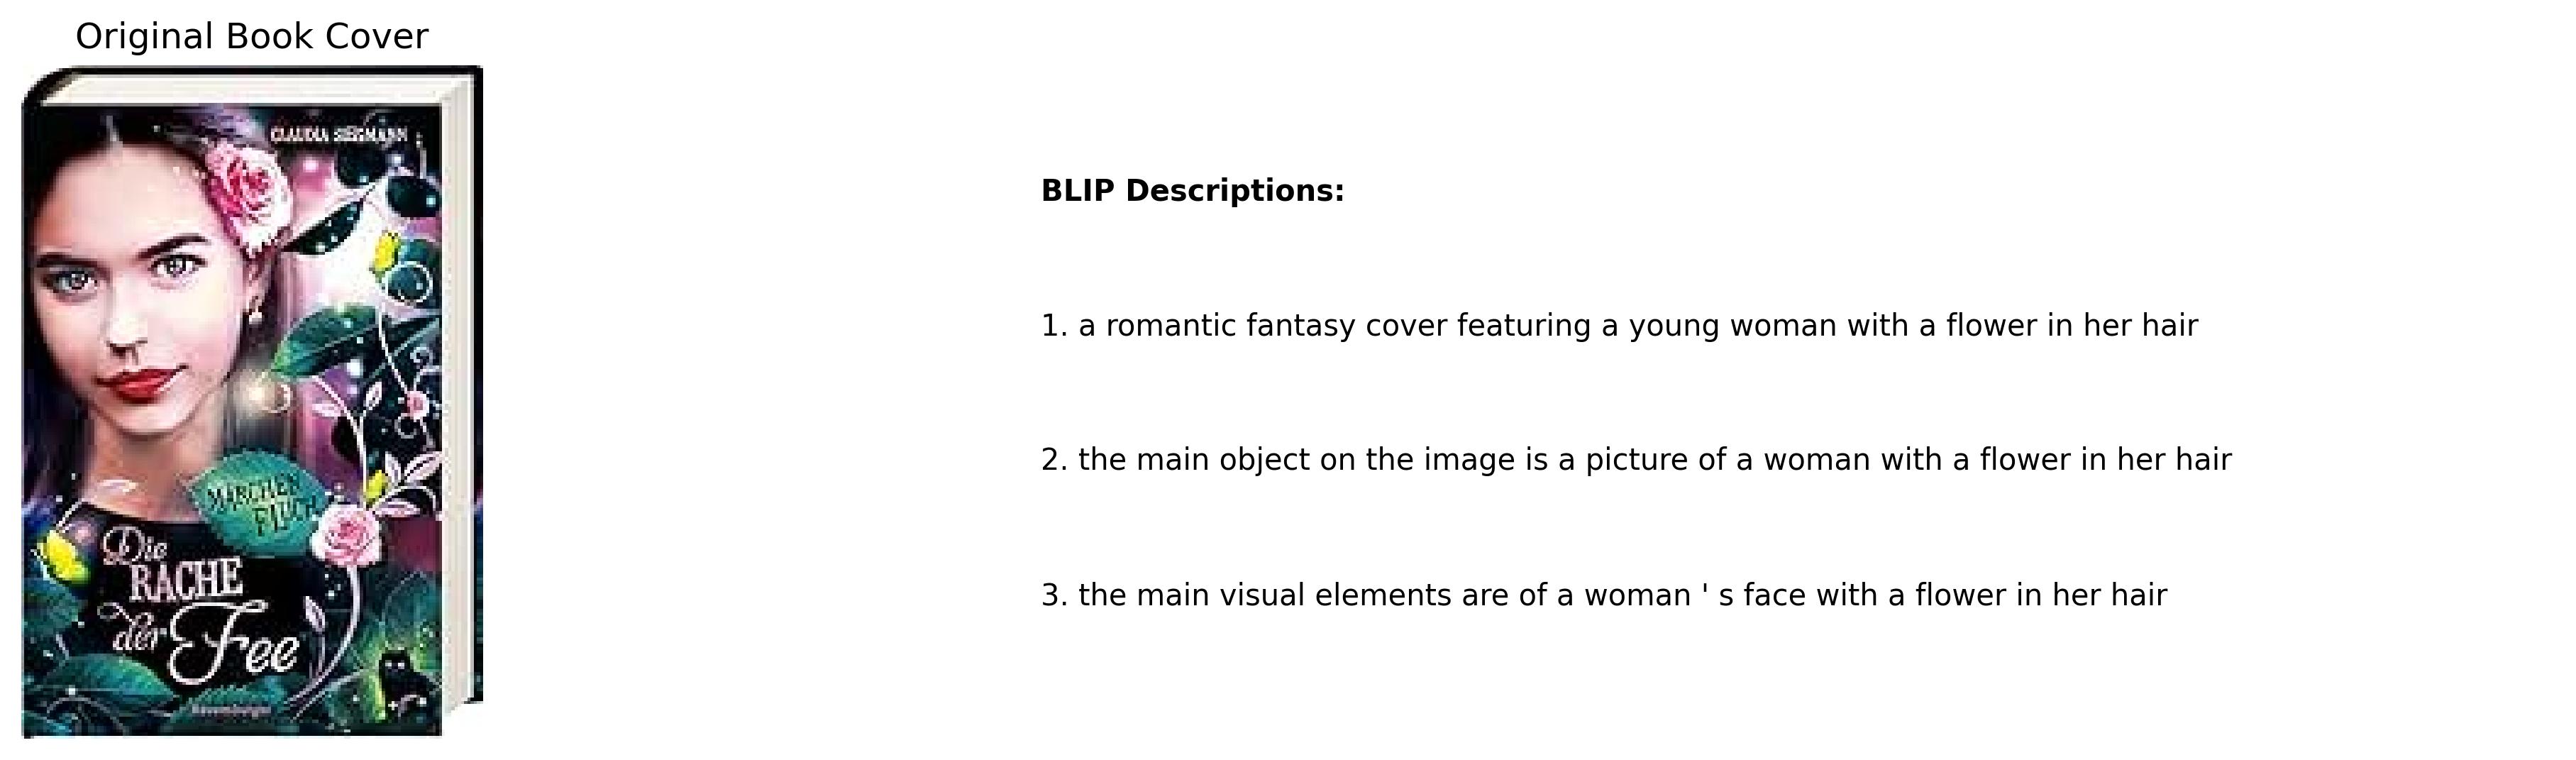 Original Book Cover
CLAUDIA SIEGMANN
MÄRCHEN
FLUCH
Die
RACHE
der Fee
Ravensburger
BLIP Descriptions:
1. a romantic fantasy cover featuring a young woman with a flower in her hair
2. the main object on the image is a picture of a woman with a flower in her hair
3. the main visual elements are of a woman ' s face with a flower in her hair